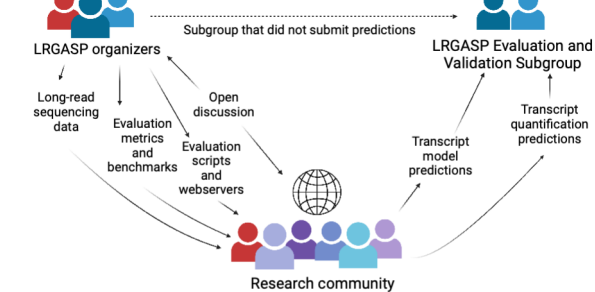 Subgroup that did not submit predictions
LRGASP organizers
LRGASP Evaluation and
Validation Subgroup
Long-read
sequencing
data
Evaluation
metrics
and
benchmarks
Open
discussion
Evaluation
scripts
and
webservers
Transcript
model
predictions
Transcript
quantification
predictions
Research community